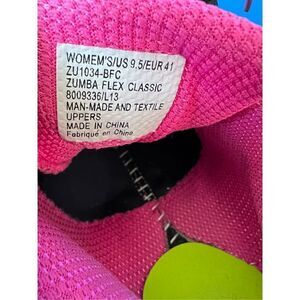 WOMEM'S/US 9.5/EUR 41
ZU1034-BFC
ZUMBA FLEX CLASSIC
8009336/L13
MAN-MADE AND TEXTILE
UPPERS
MADE IN CHINA
Fabriqué en Chine